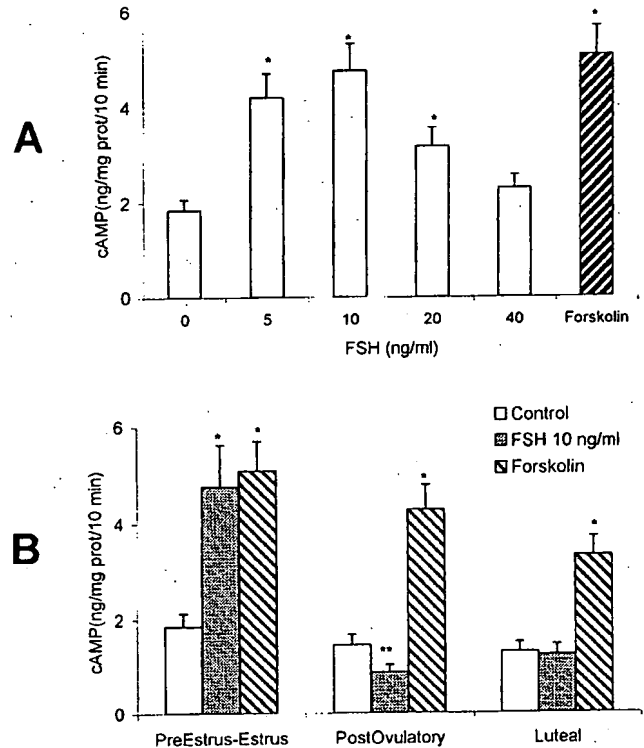 A
cAMP(ng/mg prot/10 min)
6
4
2
0
*
*
*
*
0 5 10 20 40 Forskolin
FSH (ng/ml)
B
cAMP(ng/mg prot/10 min)
6
4
2
0
Control
FSH 10 ng/ml
Forskolin
* *
** *
*
PreEstrus-Estrus PostOvulatory Luteal